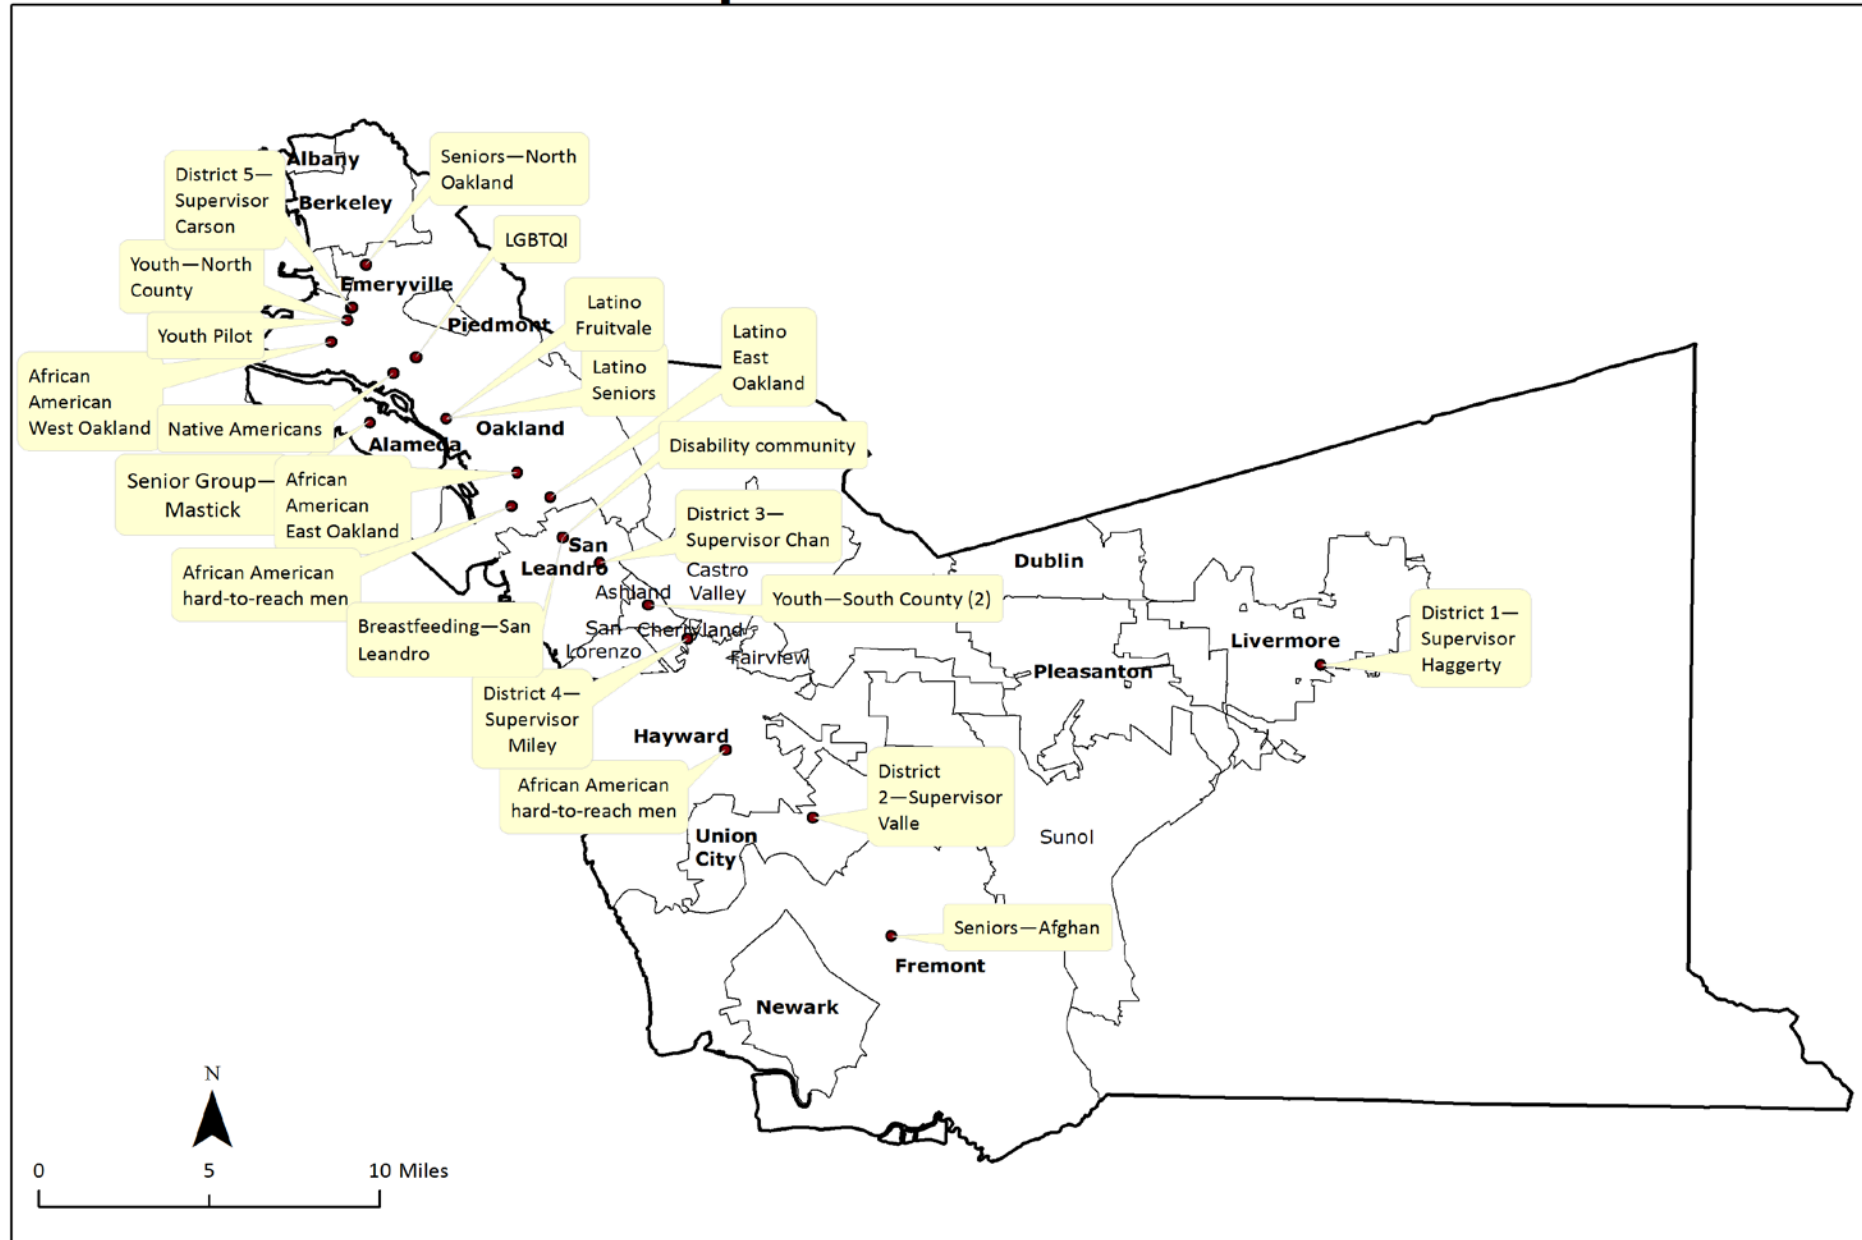 Albany
Berkeley
District 5—
Supervisor
Carson
Seniors—North
Oakland
LGBTQI
Youth—North
County
Emeryville
Youth Pilot
Piedmont
Latino
Fruitvale
Latino
East
Oakland
Latino
Seniors
African
American
West Oakland
Native Americans
Oakland
Alameda
Disability community
Senior Group—
Mastick
African
American
East Oakland
District 3—
Supervisor Chan
San
Leandro
African American
hard-to-reach men
Castro
Valley
Ashland
Youth—South County (2)
Breastfeeding—San
Leandro
San
Lorenzo
Cherryland
Fairview
Dublin
Livermore
Pleasanton
District 1—
Supervisor
Haggerty
District 4—
Supervisor
Miley
Hayward
African American
hard-to-reach men
District
2—Supervisor
Valle
Union
City
Sunol
Seniors—Afghan
Fremont
Newark
N
0 5 10 Miles